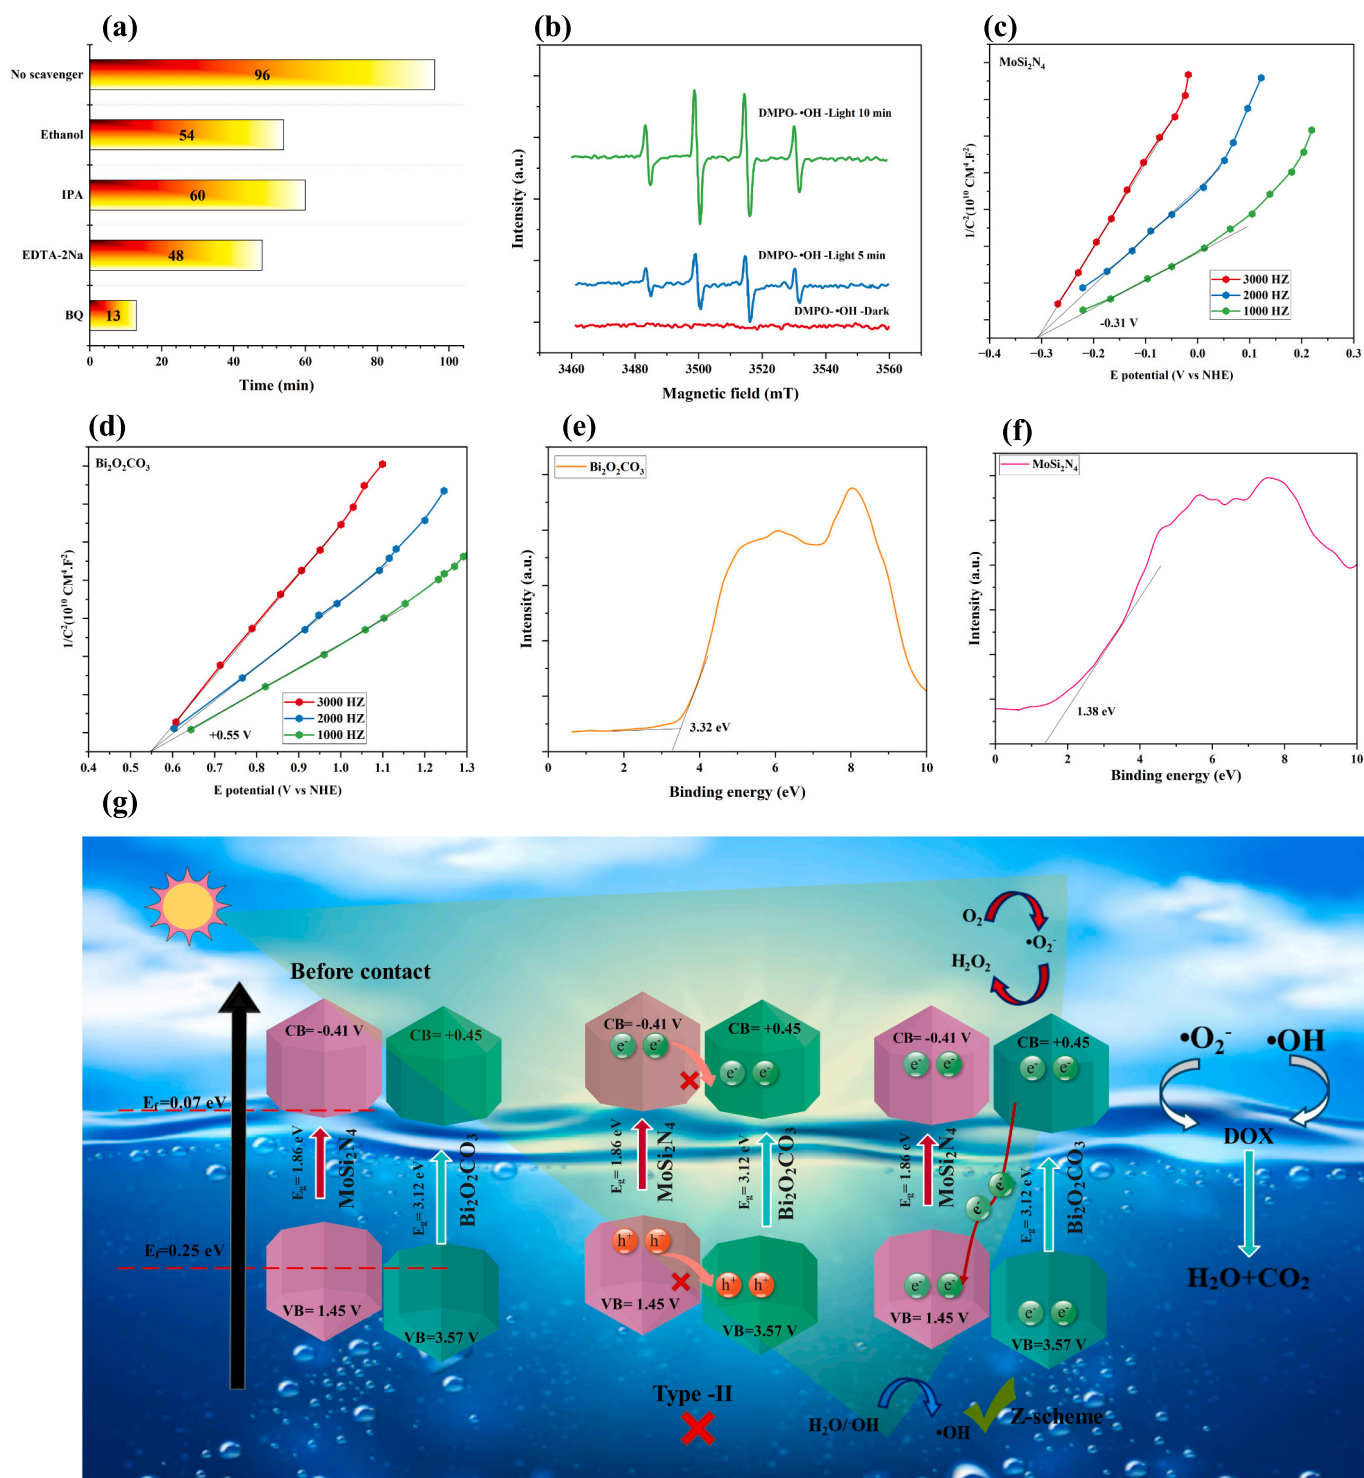 (a)
No scavenger
96
Ethanol
54
IPA
60
EDTA-2Na
48
BQ
13
0 20 40 60 80 100
Time (min)
(b)
Intensity (a.u.)
DMPO- •OH -Light 10 min
DMPO- •OH -Light 5 min
DMPO- •OH -Dark
3460 3480 3500 3520 3540 3560
Magnetic field (mT)
(c)
MoSi₂N₄
1/C⁻²(10¹⁰ CM⁴.F²)
3000 HZ
2000 HZ
1000 HZ
-0.31 V
−0.4 −0.3 −0.2 −0.1 0.0 0.1 0.2 0.3
E potential (V vs NHE)
(d)
Bi₂O₂CO₃
1/C⁻²(10¹⁰ CM⁴.F²)
3000 HZ
2000 HZ
1000 HZ
+0.55 V
0.4 0.5 0.6 0.7 0.8 0.9 1.0 1.1 1.2 1.3
E potential (V vs NHE)
(e)
Bi₂O₂CO₃
Intensity (a.u.)
3.32 eV
0 2 4 6 8 10
Binding energy (eV)
(f)
MoSi₂N₄
Intensity (a.u.)
1.38 eV
0 2 4 6 8 10
Binding energy (eV)
(g)
Before contact
CB= -0.41 V
CB= +0.45
E_f=0.07 eV
E_g= 1.86 eV
MoSi₂N₄
E_g= 3.12 eV
Bi₂O₂CO₃
E_f=0.25 eV
VB= 1.45 V
VB=3.57 V
CB= -0.41 V
e⁻ e⁻
CB= +0.45
e⁻ e⁻
E_g= 1.86 eV
MoSi₂N₄
E_g= 3.12 eV
Bi₂O₂CO₃
h⁺ h⁺
VB= 1.45 V
h⁺ h⁺
VB=3.57 V
Type -II
O₂
•O₂⁻
H₂O₂
CB= -0.41 V
e⁻ e⁻
CB= +0.45
e⁻ e⁻
E_g= 1.86 eV
MoSi₂N₄
e⁻
e⁻
E_g= 3.12 eV
Bi₂O₂CO₃
e⁻ e⁻
VB= 1.45 V
e⁻ e⁻
VB=3.57 V
H₂O/⁻OH
•OH
Z-scheme
•O₂⁻ •OH
DOX
H₂O+CO₂